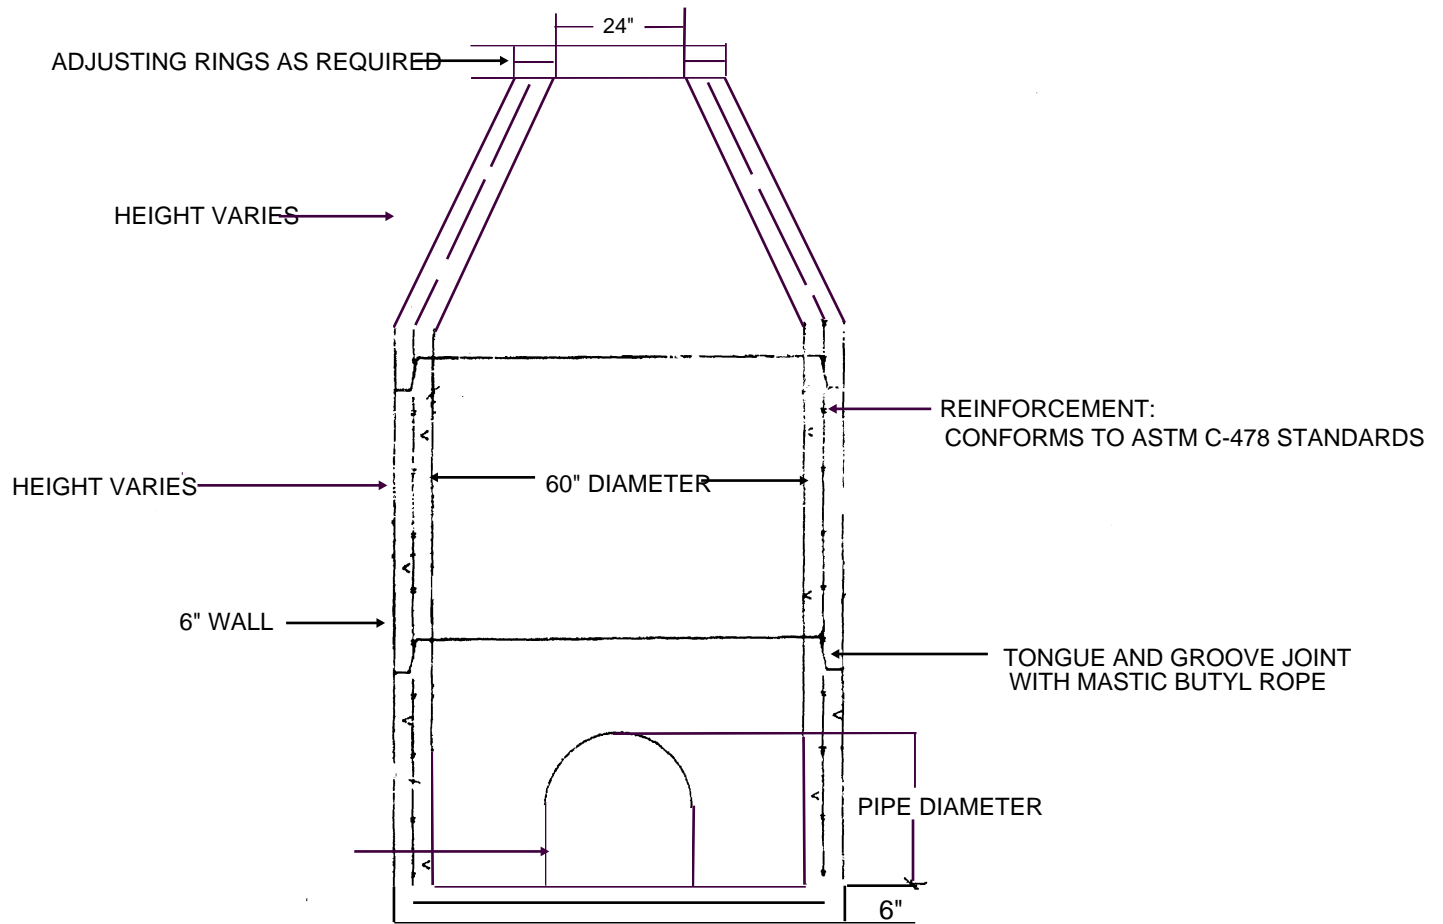 24"
ADJUSTING RINGS AS REQUIRED
HEIGHT VARIES
REINFORCEMENT:
CONFORMS TO ASTM C-478 STANDARDS
HEIGHT VARIES
60" DIAMETER
6" WALL
TONGUE AND GROOVE JOINT
WITH MASTIC BUTYL ROPE
PIPE DIAMETER
6"